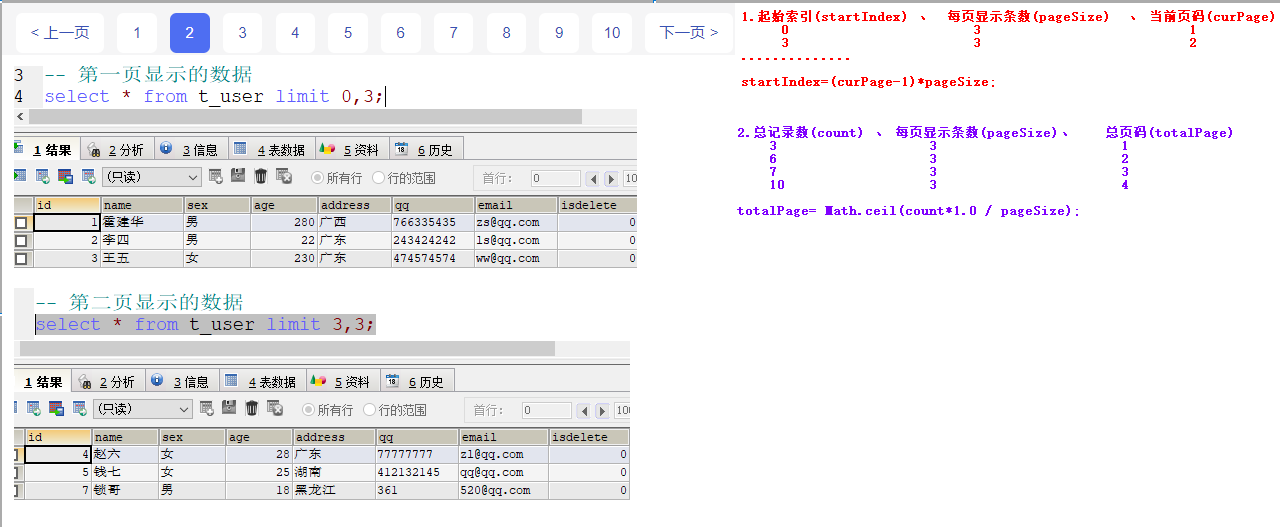 < 上一页 1 2 3 4 5 6 7 8 9 10 下一页 >
3 -- 第一页显示的数据
4 select * from t_user limit 0,3;
1 结果 2 分析 3 信息 4 表数据 5 资料 6 历史
(只读) 所有行 行的范围 首行: 0 10
id name sex age address qq email isdelete
1 霍建华 男 280 广西 766335435 zs@qq.com 0
2 李四 男 22 广东 243424242 ls@qq.com 0
3 王五 女 230 广东 474574574 ww@qq.com 0
-- 第二页显示的数据
select * from t_user limit 3,3;
1 结果 2 分析 3 信息 4 表数据 5 资料 6 历史
(只读) 所有行 行的范围 首行: 0 100
id name sex age address qq email isdelete
4 赵六 女 28 广东 77777777 zl@qq.com 0
5 钱七 女 25 湖南 412132145 qq@qq.com 0
7 锁哥 男 18 黑龙江 361 520@qq.com 0
1.起始索引(startIndex) 、 每页显示条数(pageSize) 、当前页码(curPage)
0 3 1
3 3 2
--------------
startIndex=(curPage-1)*pageSize;
2.总记录数(count) 、 每页显示条数(pageSize)、 总页码(totalPage)
3 3 1
6 3 2
7 3 3
10 3 4
totalPage= Math.ceil(count*1.0 / pageSize);